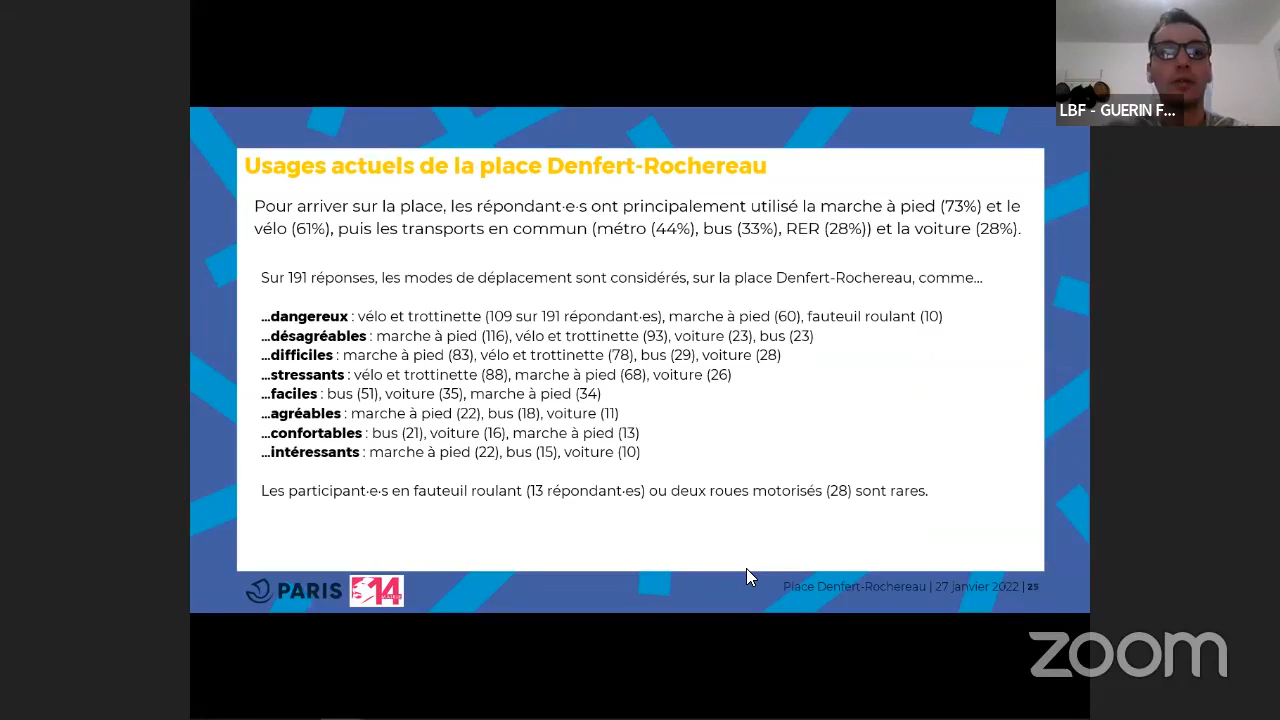 LBF - GUERIN F...
Usages actuels de la place Denfert-Rochereau
Pour arriver sur la place, les répondant·e·s ont principalement utilisé la marche à pied (73%) et le
vélo (61%), puis les transports en commun (métro (44%), bus (33%), RER (28%)) et la voiture (28%).
Sur 191 réponses, les modes de déplacement sont considérés, sur la place Denfert-Rochereau, comme...
...dangereux : vélo et trottinette (109 sur 191 répondant·es), marche à pied (60), fauteuil roulant (10)
...désagréables : marche à pied (116), vélo et trottinette (93), voiture (23), bus (23)
...difficiles : marche à pied (83), vélo et trottinette (78), bus (29), voiture (28)
...stressants : vélo et trottinette (88), marche à pied (68), voiture (26)
...faciles : bus (51), voiture (35), marche à pied (34)
...agréables : marche à pied (22), bus (18), voiture (11)
...confortables : bus (21), voiture (16), marche à pied (13)
...intéressants : marche à pied (22), bus (15), voiture (10)
Les participant·e·s en fauteuil roulant (13 répondant·es) ou deux roues motorisés (28) sont rares.
PARIS
14
Place Denfert-Rochereau | 27 janvier 2022 | 25
zoom